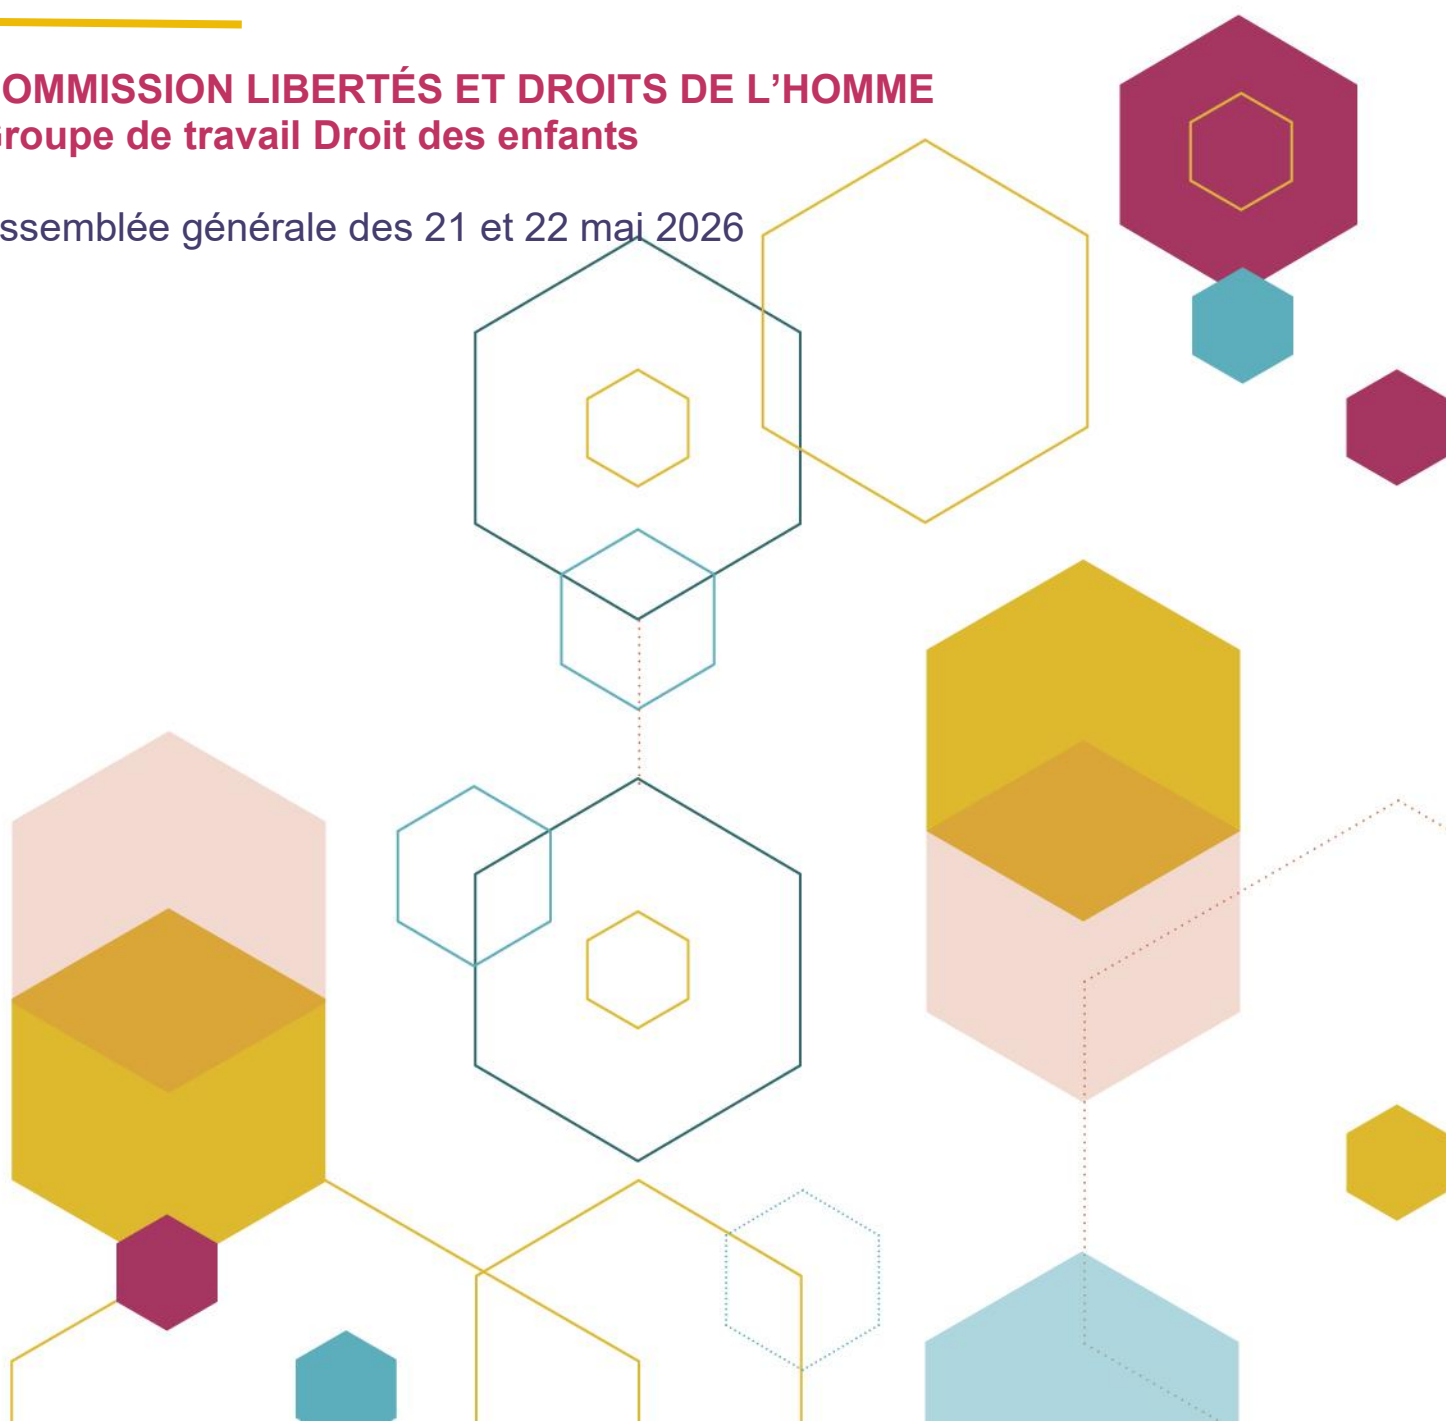 OMMISSION LIBERTÉS ET DROITS DE L’HOMME
roupe de travail Droit des enfants
ssemblée générale des 21 et 22 mai 2026